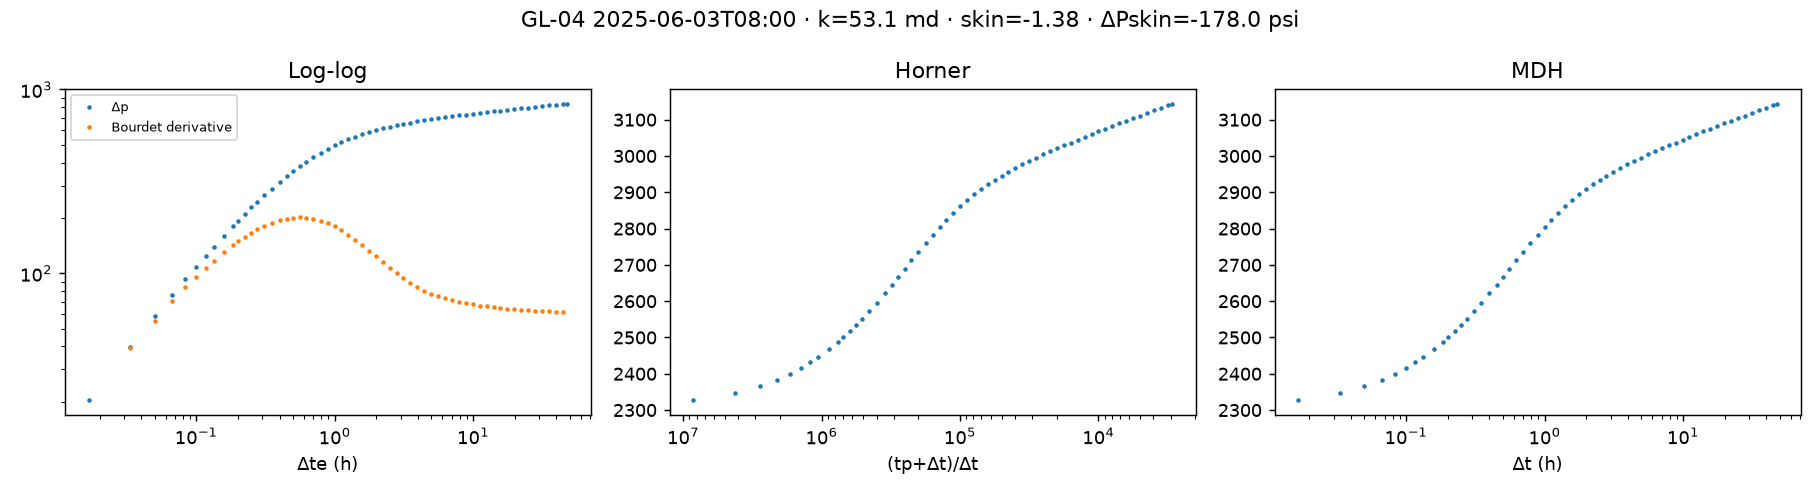 GL-04 2025-06-03T08:00 · k=53.1 md · skin=-1.38 · ΔPskin=-178.0 psi
Log-log
Δp
Bourdet derivative
10³
10²
10⁻¹ 10⁰ 10¹
Δte (h)
Horner
3100
3000
2900
2800
2700
2600
2500
2400
2300
10⁷ 10⁶ 10⁵ 10⁴
(tp+Δt)/Δt
MDH
3100
3000
2900
2800
2700
2600
2500
2400
2300
10⁻¹ 10⁰ 10¹
Δt (h)